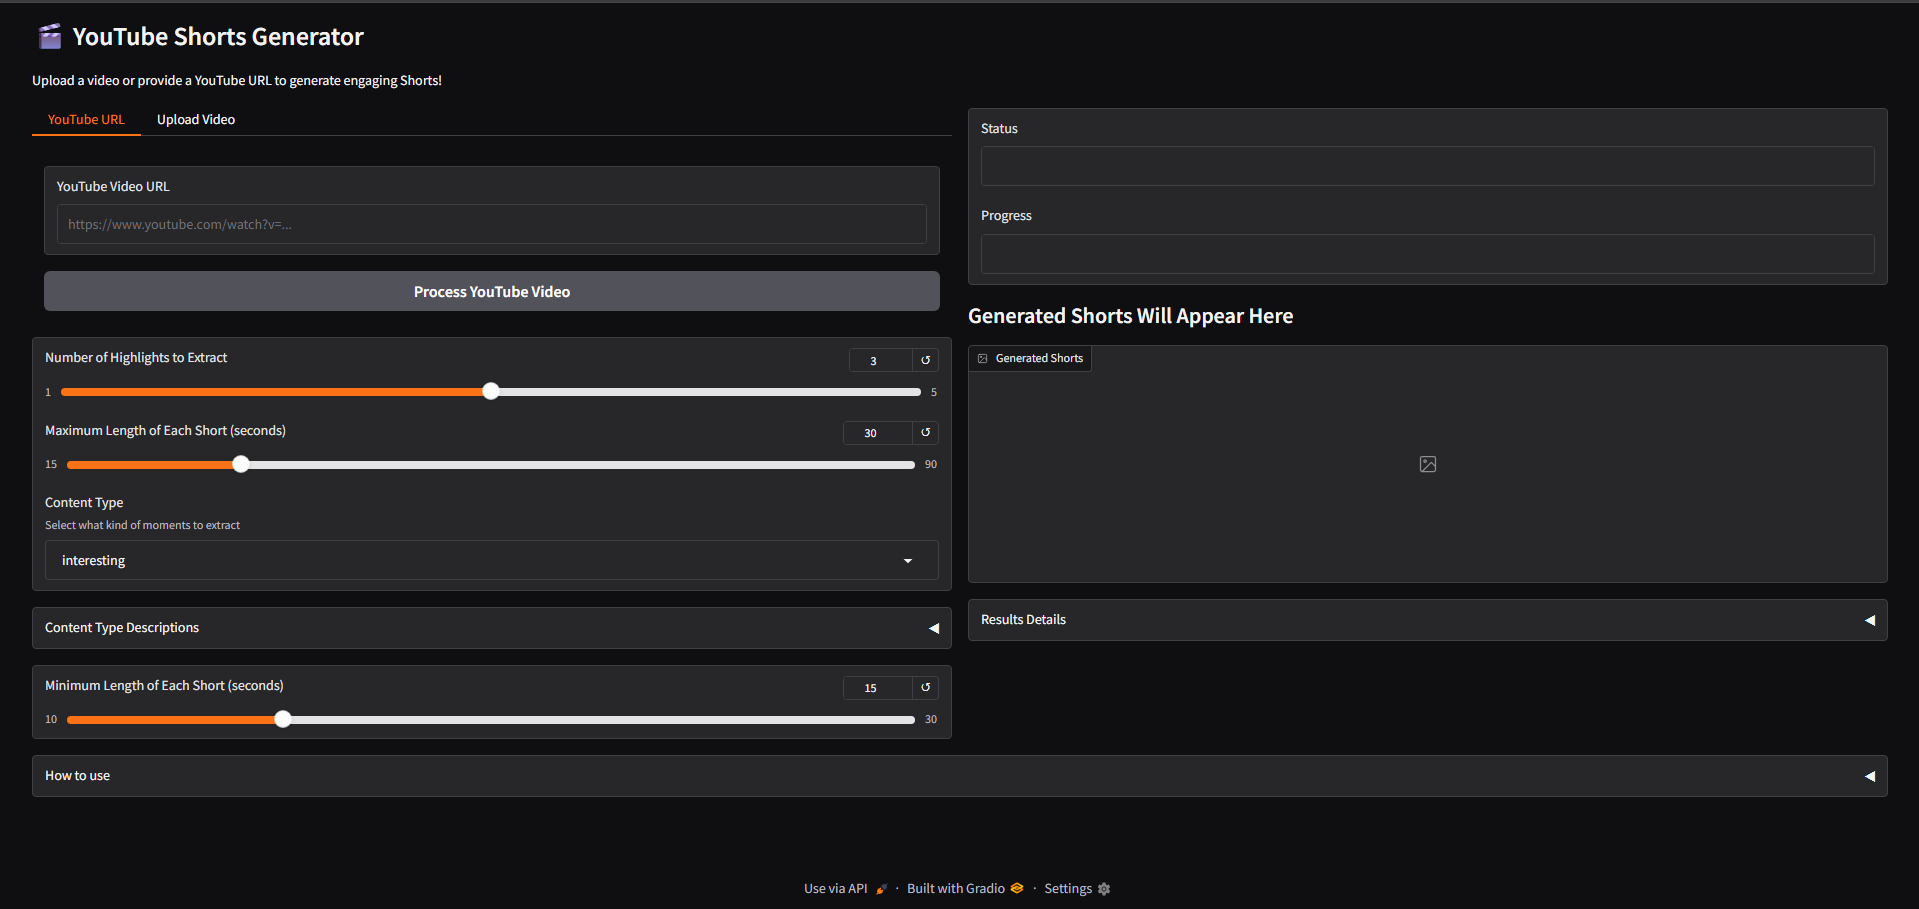 YouTube Shorts Generator
Upload a video or provide a YouTube URL to generate engaging Shorts!
YouTube URL
Upload Video
YouTube Video URL
https://www.youtube.com/watch?v=...
Process YouTube Video
Number of Highlights to Extract
3
1
5
Maximum Length of Each Short (seconds)
30
15
90
Content Type
Select what kind of moments to extract
interesting
Content Type Descriptions
Minimum Length of Each Short (seconds)
15
10
30
Status
Progress
Generated Shorts Will Appear Here
Generated Shorts
Results Details
How to use
Use via API · Built with Gradio · Settings